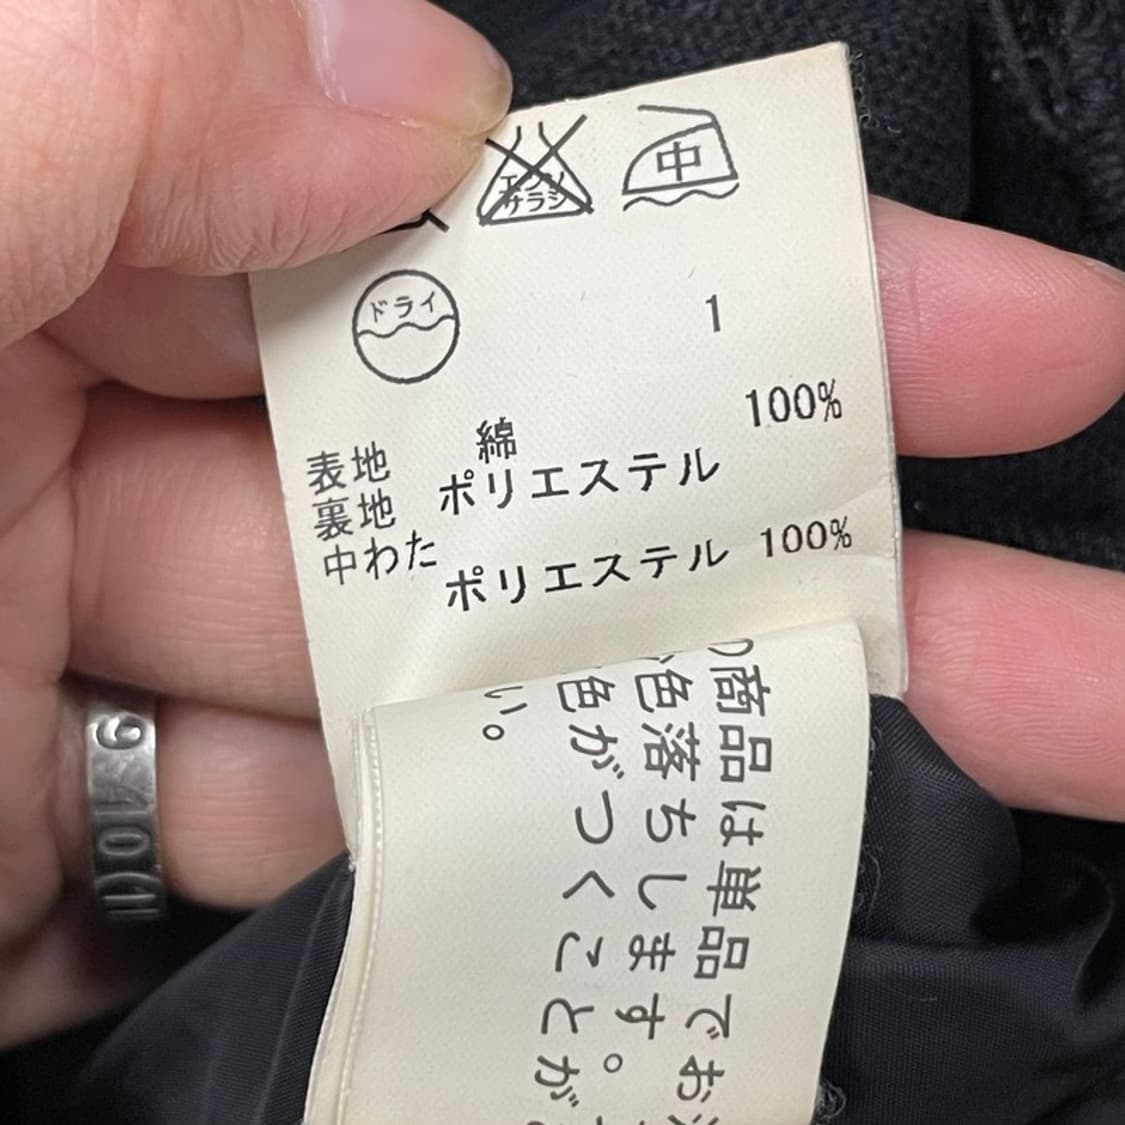 エンソ
サラシ
中
ドライ
1
表地 綿 100%
裏地 ポリエステル
中わた
ポリエステル 100%
商品は単品でお
色落ちします。
色がつくことが
い。
9
100